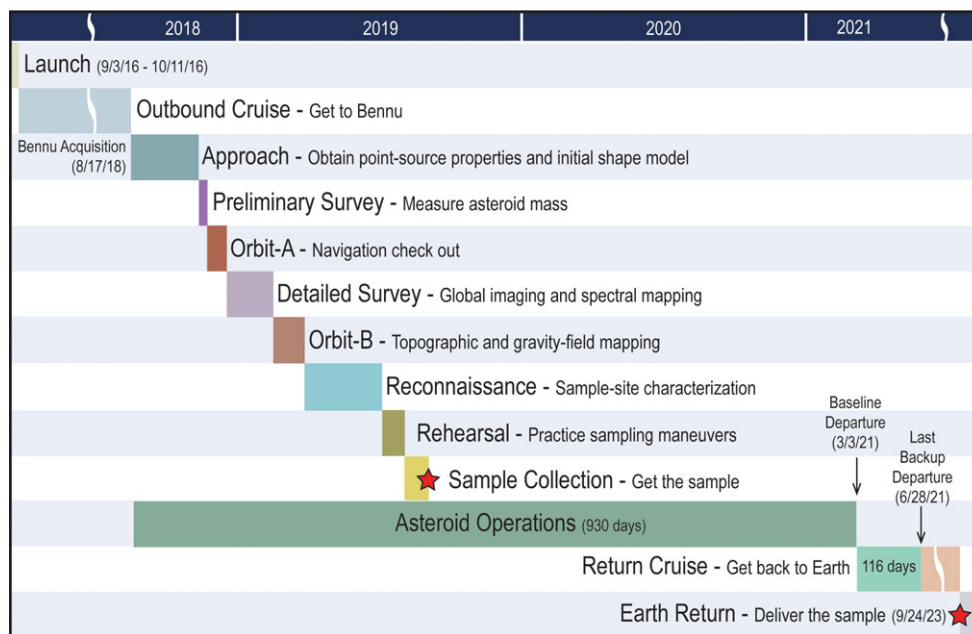 2018 2019 2020 2021
Launch (9/3/16 - 10/11/16)
Outbound Cruise - Get to Bennu
Bennu Acquisition
(8/17/18)
Approach - Obtain point-source properties and initial shape model
Preliminary Survey - Measure asteroid mass
Orbit-A - Navigation check out
Detailed Survey - Global imaging and spectral mapping
Orbit-B - Topographic and gravity-field mapping
Reconnaissance - Sample-site characterization
Baseline
Departure
(3/3/21)
Rehearsal - Practice sampling maneuvers
Last
Backup
Departure
(6/28/21)
Sample Collection - Get the sample
Asteroid Operations (930 days)
Return Cruise - Get back to Earth
116 days
Earth Return - Deliver the sample (9/24/23)